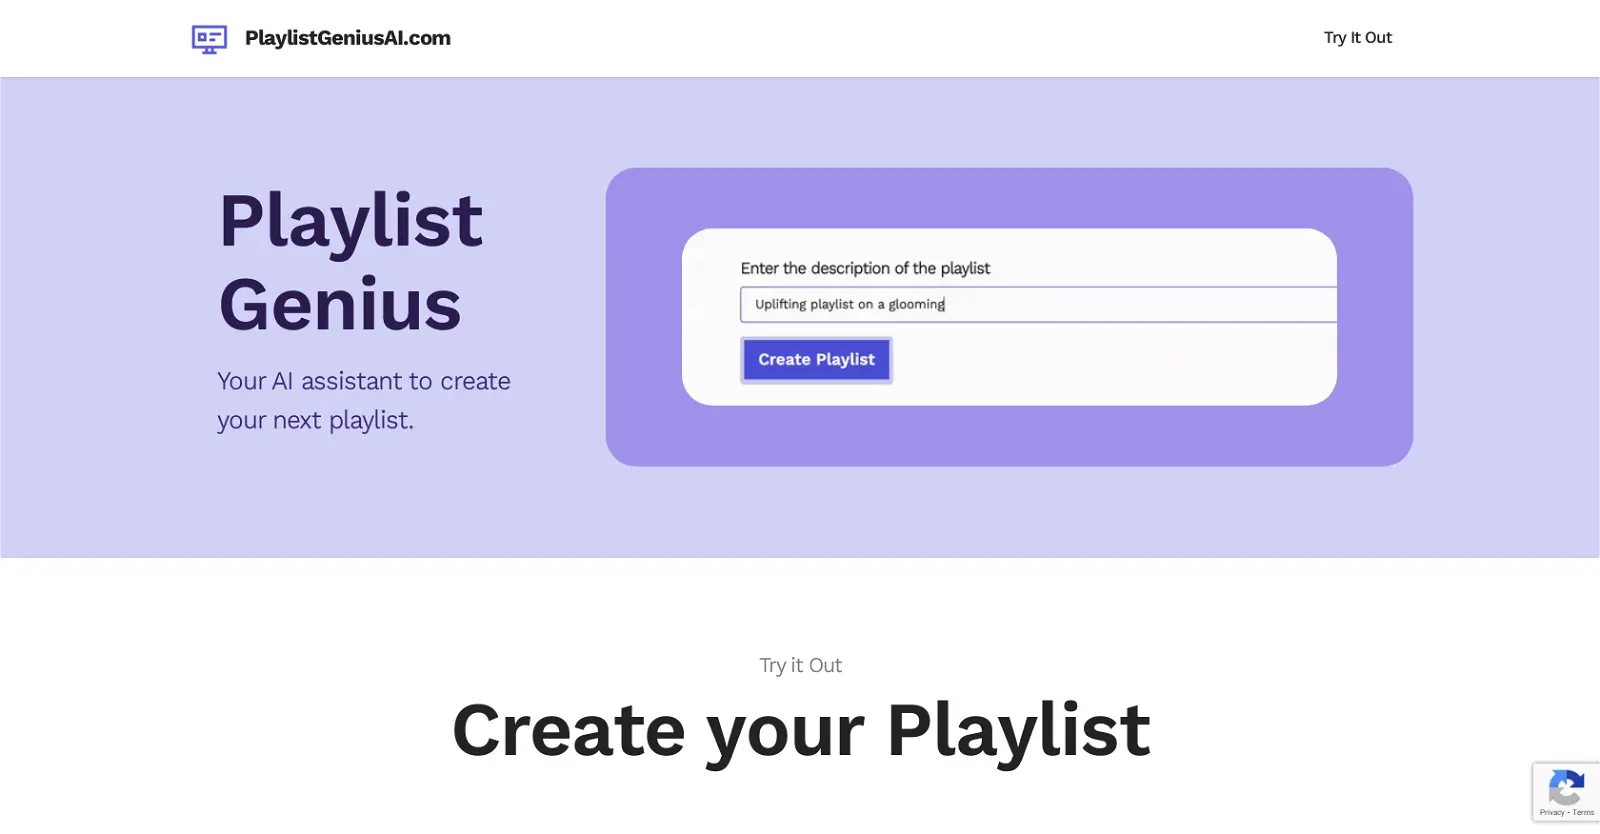 PlaylistGeniusAI.com
Try It Out
Playlist
Genius
Your AI assistant to create
your next playlist.
Enter the description of the playlist
Uplifting playlist on a glooming
Create Playlist
Try it Out
Create your Playlist
Privacy - Terms